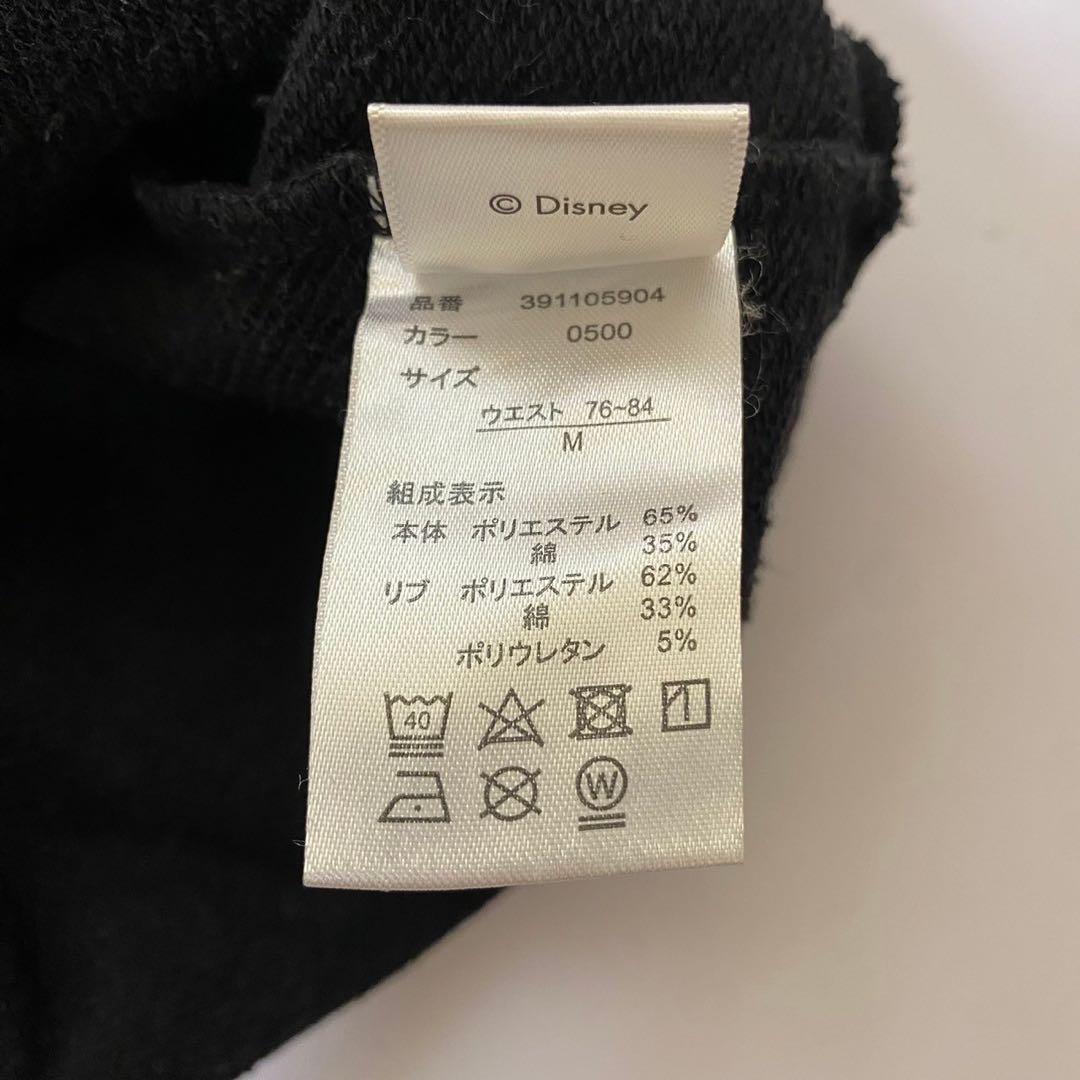 © Disney
品番 391105904
カラー 0500
サイズ
ウエスト 76~84
M
組成表示
本体 ポリエステル 65%
綿 35%
リブ ポリエステル 62%
綿 33%
ポリウレタン 5%
40
W